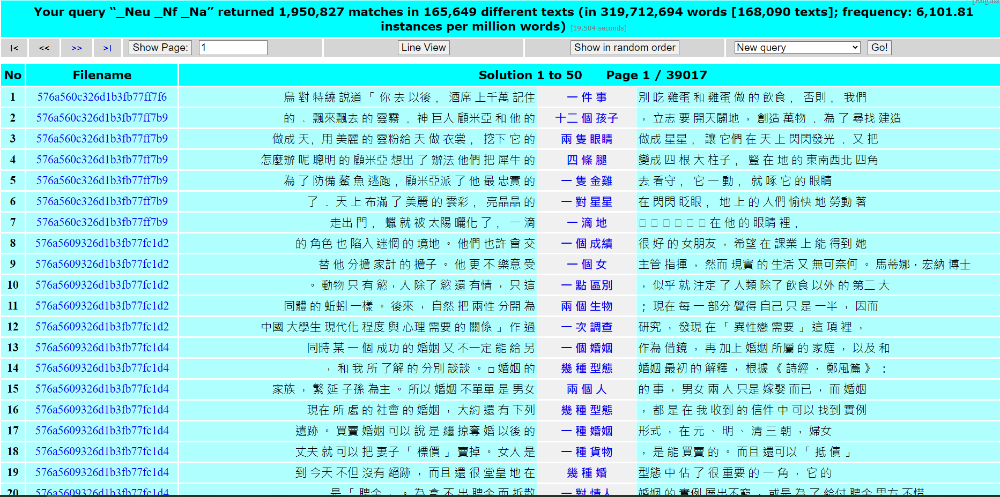 [English
Your query “_Neu _Nf _Na” returned 1,950,827 matches in 165,649 different texts (in 319,712,694 words [168,090 texts]; frequency: 6,101.81
instances per million words) [19.504 seconds]
|< << >> >| Show Page: 1 Line View Show in random order New query Go!
No Filename Solution 1 to 50 Page 1 / 39017
1 576a560c326d1b3fb77ff7f6 烏 對 特繞 說道 「 你 去 以後 ， 酒席 上千萬 記住 一 件 事 別 吃 雞蛋 和 雞蛋 做 的 飲食 ， 否則 ， 我們
2 576a560c326d1b3fb77ff7b9 的 、 飄來飄去 的 雲霧 ． 神 巨人 顧米亞 和 他 的 十二 個 孩子 ， 立志 要 開天闢地 ， 創造 萬物 ． 為 了 尋找 建造
3 576a560c326d1b3fb77ff7b9 做成 天， 用 美麗 的 雲粉給 天 做 衣裳 ， 挖下 它 的 兩 隻 眼睛 做成 星星 ， 讓 它們 在 天 上 閃閃發光 ． 又 把
4 576a560c326d1b3fb77ff7b9 怎麼辦 呢 聰明 的 顧米亞 想出 了 辦法 他們 把 犀牛 的 四 條 腿 變成 四 根 大 柱子 ， 豎 在 地 的 東南西北 四角
5 576a560c326d1b3fb77ff7b9 為 了 防備 鰲 魚 逃跑 ， 顧米亞派 了 他 最 忠實 的 一 隻 金雞 去 看守 ， 它 一 動 ， 就 啄 它 的 眼睛
6 576a560c326d1b3fb77ff7b9 了 ． 天 上 布滿 了 美麗 的 雲彩 ， 亮晶晶 的 一 對 星星 在 閃閃 眨眼 ， 地 上 的 人們 愉快 地 勞動 著
7 576a560c326d1b3fb77ff7b9 走出 門 ， 蠟 就 被 太陽 曬化 了 ， 一 滴 一 滴 地 □ □ □ □ □ □ 在 他 的 眼睛 裡 ，
8 576a5609326d1b3fb77fc1d2 的 角色 也 陷入 迷惘 的 境地 。 他們 也許 會 交 一 個 成績 很 好 的 女朋友 ， 希望 在 課業 上 能 得到 她
9 576a5609326d1b3fb77fc1d2 替 他 分擔 家計 的 擔子 。 他 更 不 樂意 受 一 個 女 主管 指揮 ， 然而 現實 的 生活 又 無可奈何 。 馬蒂娜‧宏納 博士
10 576a5609326d1b3fb77fc1d2 。 動物 只 有 慾，人 除了 慾 還 有情 ， 只 這 一 點 區別 ， 似乎 就 注定 了 人類 除了 飲食 以外 的 第二 大
11 576a5609326d1b3fb77fc1d2 同體 的 蚯蚓 一樣 。 後來 ， 自然 把 兩性 分開 為 兩 個 生物 ； 現在 每 一 部分 覺得 自己 只 是 一半 ， 因而
12 576a5609326d1b3fb77fc1d2 中國 大學生 現代化 程度 與 心理 需要 的 關係 」 作 過 一 次 調查 研究 ， 發現 在 「 異性戀 需要 」 這 項 裡 ，
13 576a5609326d1b3fb77fc1d4 同時 某 一 個 成功 的 婚姻 又 不一定 能 給 另 一 個 婚姻 作為 借鏡 ， 再 加上 婚姻 所屬 的 家庭 ， 以及 和
14 576a5609326d1b3fb77fc1d4 ， 和 我 所 了解 的 分別 談談 。 □ 婚姻 的 幾 種 型態 婚姻 最初 的 解釋 ， 根據 《 詩經 ‧ 鄭風篇 》 ：
15 576a5609326d1b3fb77fc1d4 家族 ， 繁 延 子孫 為主 。 所以 婚姻 不單單 是 男女 兩 個 人 的 事 ， 男女 兩 人 只是 嫁娶 而已 ， 而 婚姻
16 576a5609326d1b3fb77fc1d4 現在 所 處 的 社會 的 婚姻 ， 大約 還 有 下列 幾 種 型態 ， 都 是 在 我 收到 的 信件 中 可以 找到 實例
17 576a5609326d1b3fb77fc1d4 遺跡 。 買賣 婚姻 可以 說 是 繼 掠奪 婚 以後 的 一 種 婚姻 形式 ， 在 元 、 明 、 清 三 朝 ， 婦女
18 576a5609326d1b3fb77fc1d4 丈夫 就 可以 把 妻子 「 標價 」 賣掉 。 女人 是 一 種 貨物 ， 是 能 買賣 的 。 而且 還可以 「 抵 債 」
19 576a5609326d1b3fb77fc1d4 到 今天 不但 沒有 絕跡 ， 而且 還 很 堂皇 地 在 幾 種 婚 型態 中 佔 了 很 重要 的 一 角 ， 它 的
20 576a5609326d1b3fb77fc1d4 是 「 聘金 」 。 為 拿 不 出 聘金 而 拆散 一 對 情人 婚姻 的 實例 層出不窮 ， 或是 為 了 給付 聘金 男方 不惜